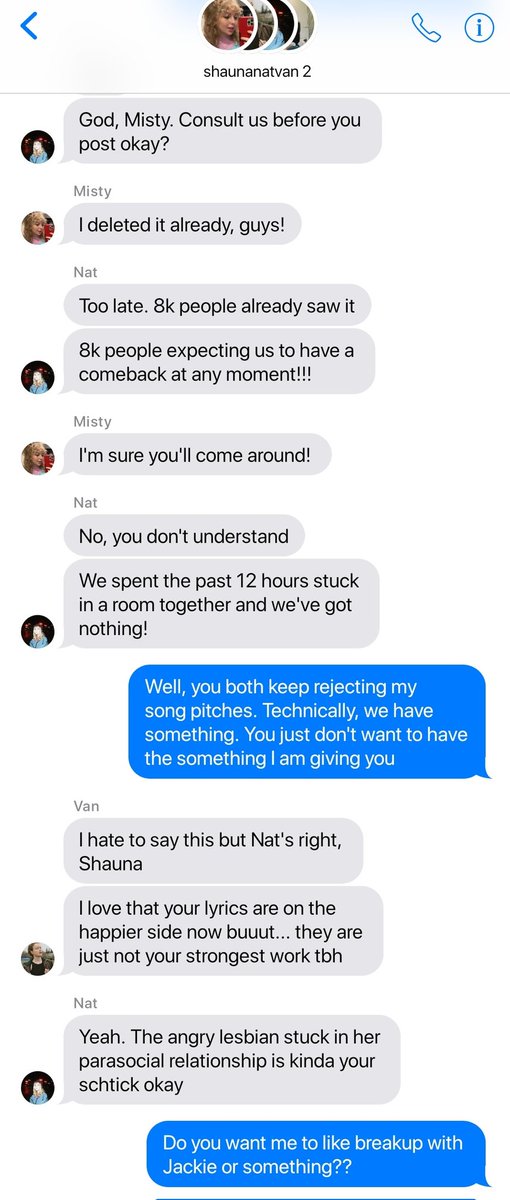 shaunanatvan 2
God, Misty. Consult us before you
post okay?
Misty
I deleted it already, guys!
Nat
Too late. 8k people already saw it
8k people expecting us to have a
comeback at any moment!!!
Misty
I'm sure you'll come around!
Nat
No, you don't understand
We spent the past 12 hours stuck
in a room together and we've got
nothing!
Well, you both keep rejecting my
song pitches. Technically, we have
something. You just don't want to have
the something I am giving you
Van
I hate to say this but Nat's right,
Shauna
I love that your lyrics are on the
happier side now buuut... they are
just not your strongest work tbh
Nat
Yeah. The angry lesbian stuck in her
parasocial relationship is kinda your
schtick okay
Do you want me to like breakup with
Jackie or something??